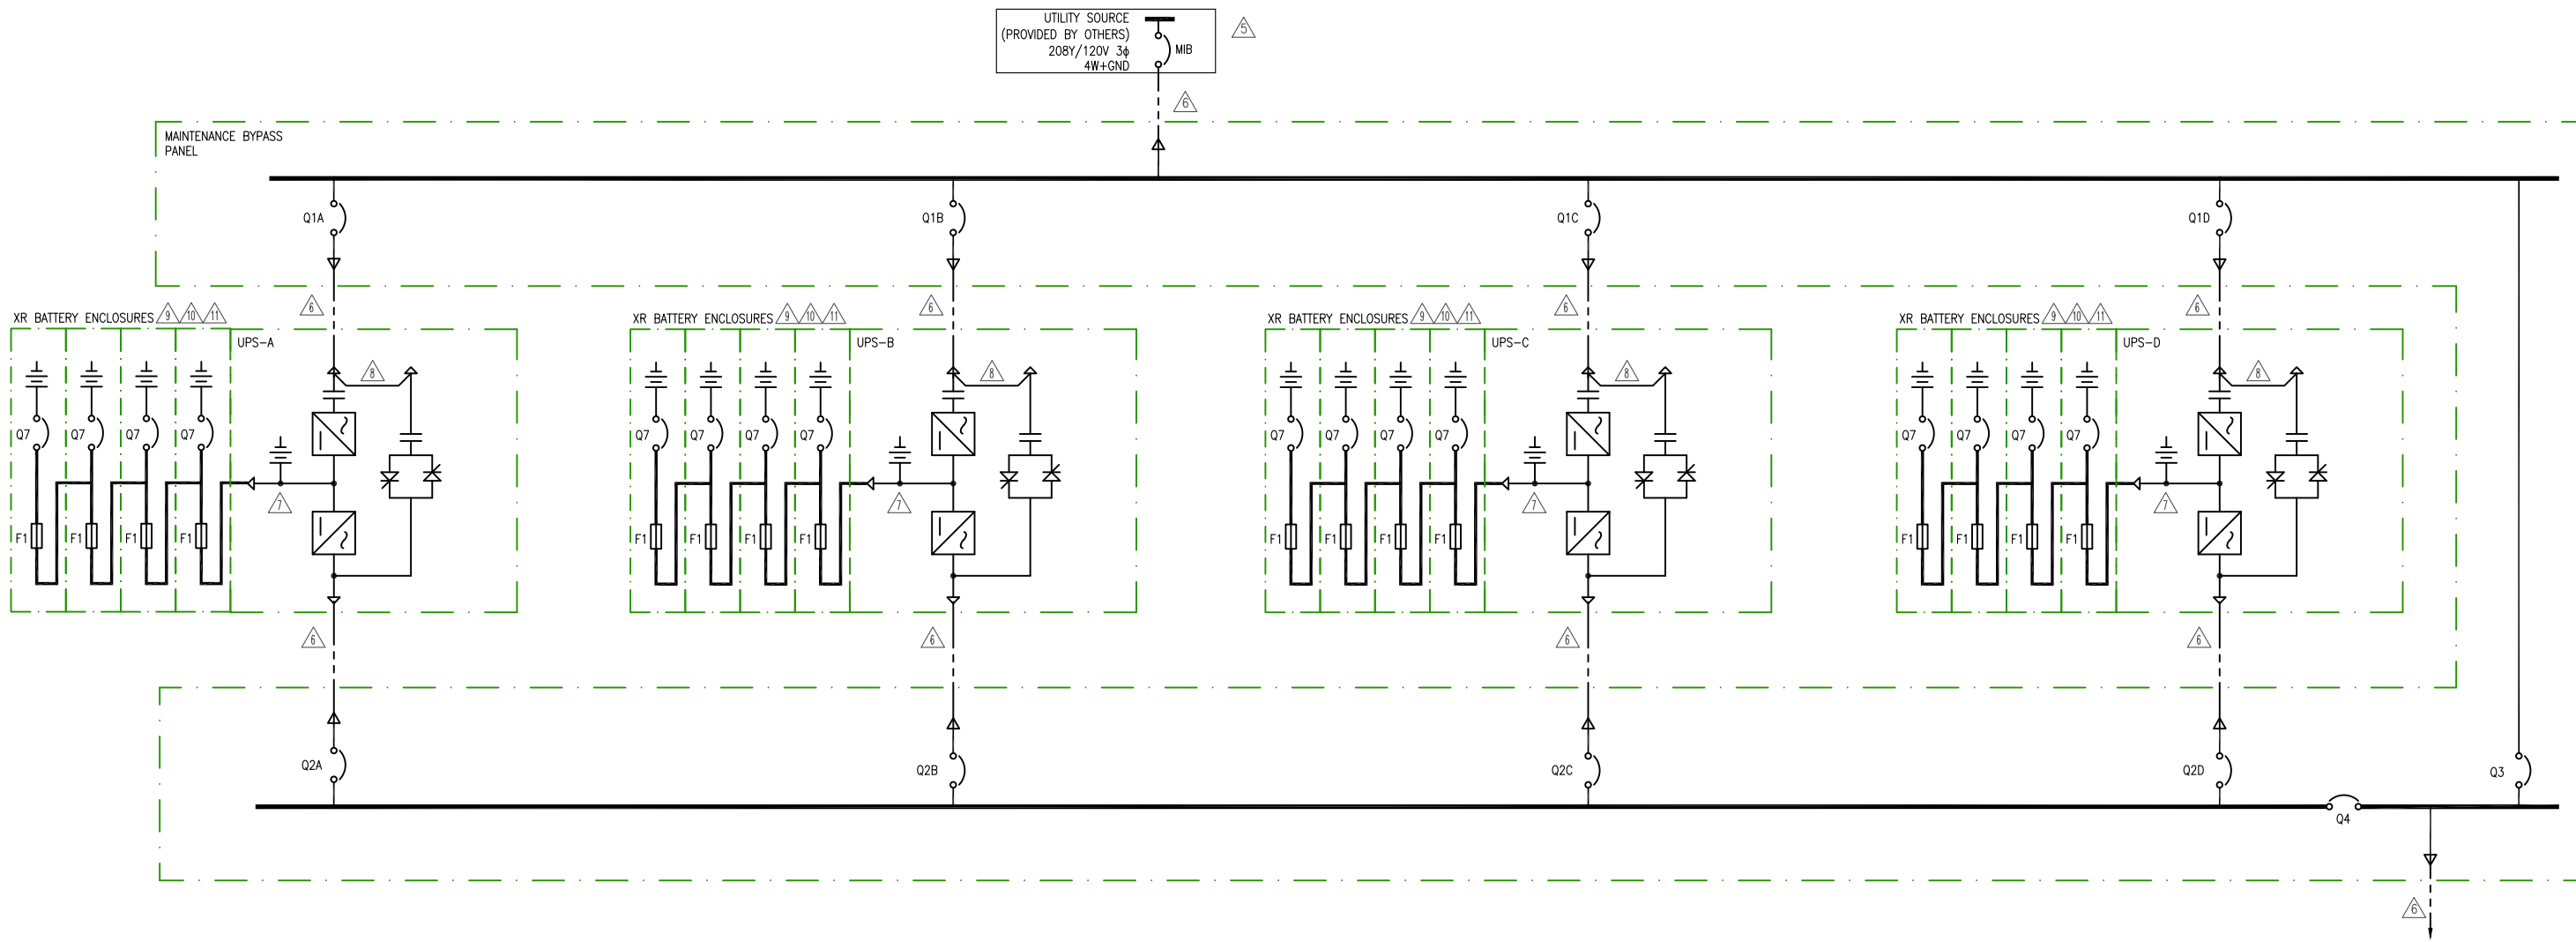 UTILITY SOURCE
(PROVIDED BY OTHERS)
208Y/120V 3ϕ
4W+GND
MIB
5
6
MAINTENANCE BYPASS
PANEL
Q1A
Q1B
Q1C
Q1D
6
6
6
6
XR BATTERY ENCLOSURES 9 10 11
XR BATTERY ENCLOSURES 9 10 11
XR BATTERY ENCLOSURES 9 10 11
XR BATTERY ENCLOSURES 9 10 11
UPS-A
UPS-B
UPS-C
UPS-D
8
8
8
8
Q7 Q7 Q7 Q7
Q7 Q7 Q7 Q7
Q7 Q7 Q7 Q7
Q7 Q7 Q7 Q7
7
7
7
7
F1 F1 F1 F1
F1 F1 F1 F1
F1 F1 F1 F1
F1 F1 F1 F1
6
6
6
6
Q2A
Q2B
Q2C
Q2D
Q3
Q4
6